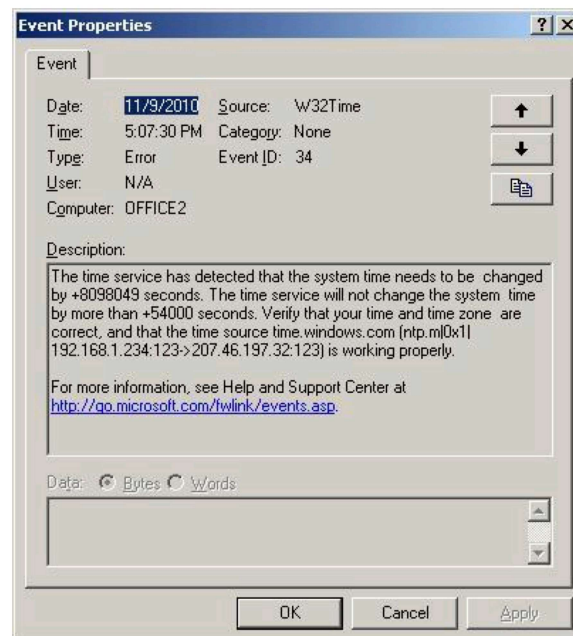 Event Properties
Event
Date: 11/9/2010 Source: W32Time
Time: 5:07:30 PM Category: None
Type: Error Event ID: 34
User: N/A
Computer: OFFICE2
Description:
The time service has detected that the system time needs to be  changed
by +8098049 seconds. The time service will not change the system  time
by more than +54000 seconds. Verify that your time and time zone  are
correct, and that the time source time.windows.com (ntp.m|0x1|
192.168.1.234:123->207.46.197.32:123) is working properly.
For more information, see Help and Support Center at
http://go.microsoft.com/fwlink/events.asp.
Data: Bytes Words
OK Cancel Apply